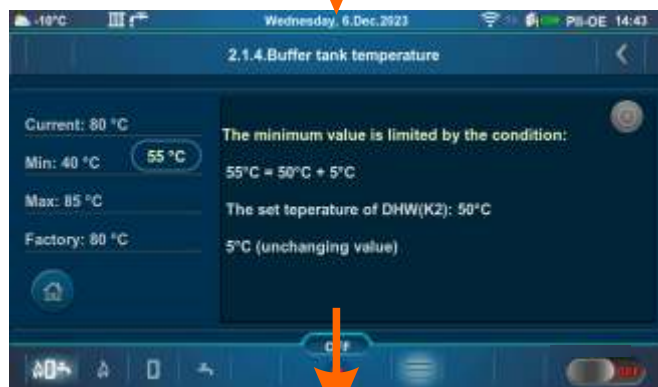 -10°C Wednesday, 6.Dec.2023 PII-OE 14:43
2.1.4.Buffer tank temperature
Current: 80 °C
Min: 40 °C 55 °C
Max: 85 °C
Factory: 80 °C
The minimum value is limited by the condition:
55°C = 50°C + 5°C
The set teperature of DHW(K2): 50°C
5°C (unchanging value)
OFF